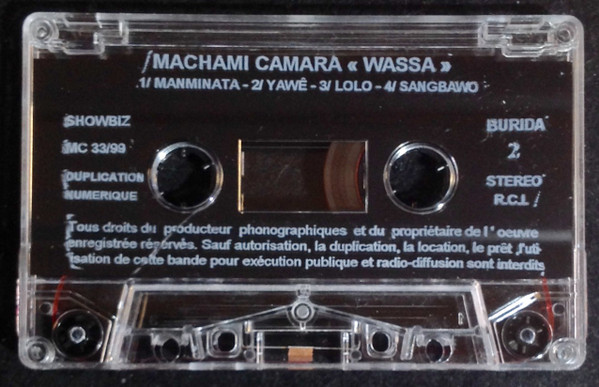 MACHAMI CAMARA « WASSA »
1/ MANMINATA - 2/ YAWÊ - 3/ LOLO - 4/ SANGBAWO
SHOWBIZ
BURIDA
MC 33/99
2
DUPLICATION
STEREO
NUMERIQUE
R.C.I.
Tous droits du producteur phonographiques et du propriétaire de l' oeuvre
enregistrée réservés. Sauf autorisation, la duplication, la location, le prêt ,l'uti-
isation de cette bande pour exécution publique et radio-diffusion sont interdits